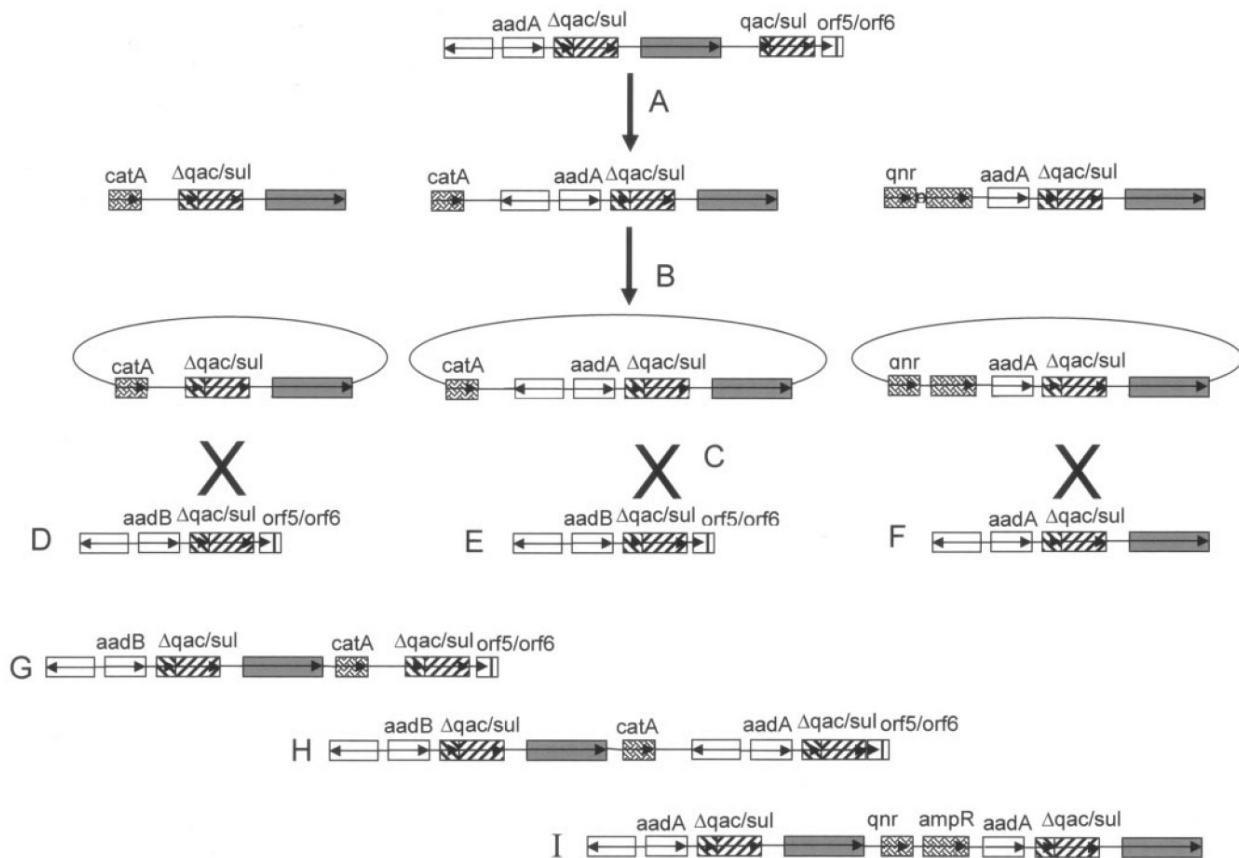 aadA Δqac/sul qac/sul orf5/orf6
A
catA Δqac/sul catA aadA Δqac/sul qnr aadA Δqac/sul
B
catA Δqac/sul catA aadA Δqac/sul qnr aadA Δqac/sul
C
aadB Δqac/sul orf5/orf6 aadB Δqac/sul orf5/orf6 aadA Δqac/sul
D E F
aadB Δqac/sul catA Δqac/sul orf5/orf6
G
aadB Δqac/sul catA aadA Δqac/sul orf5/orf6
H
aadA Δqac/sul qnr ampR aadA Δqac/sul
I